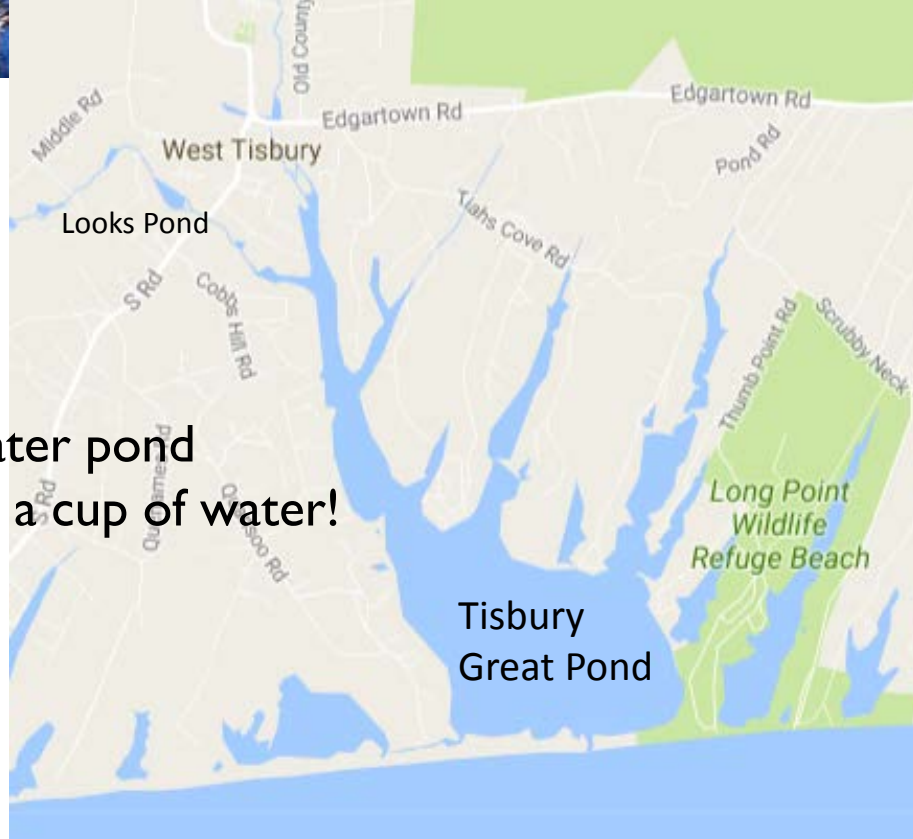 Old County
Edgartown Rd
Edgartown Rd
Middle Rd
West Tisbury
Pond Rd
Looks Pond
Tiahs Cove Rd
S Rd
Cobbs Hill Rd
Thumb Point Rd
Scrubby Neck
pond
a cup of water!
S Rd
Long Point
Wildlife
Refuge Beach
Tisbury
Great Pond